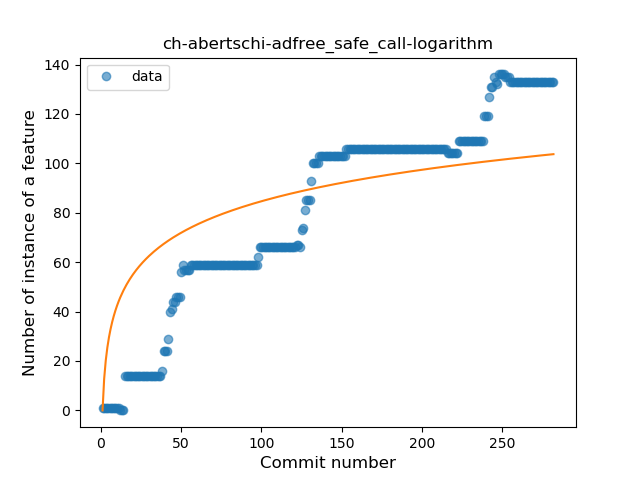 ch-abertschi-adfree_safe_call-logarithm
data
Number of instance of a feature
140
120
100
80
60
40
20
0
0 50 100 150 200 250
Commit number